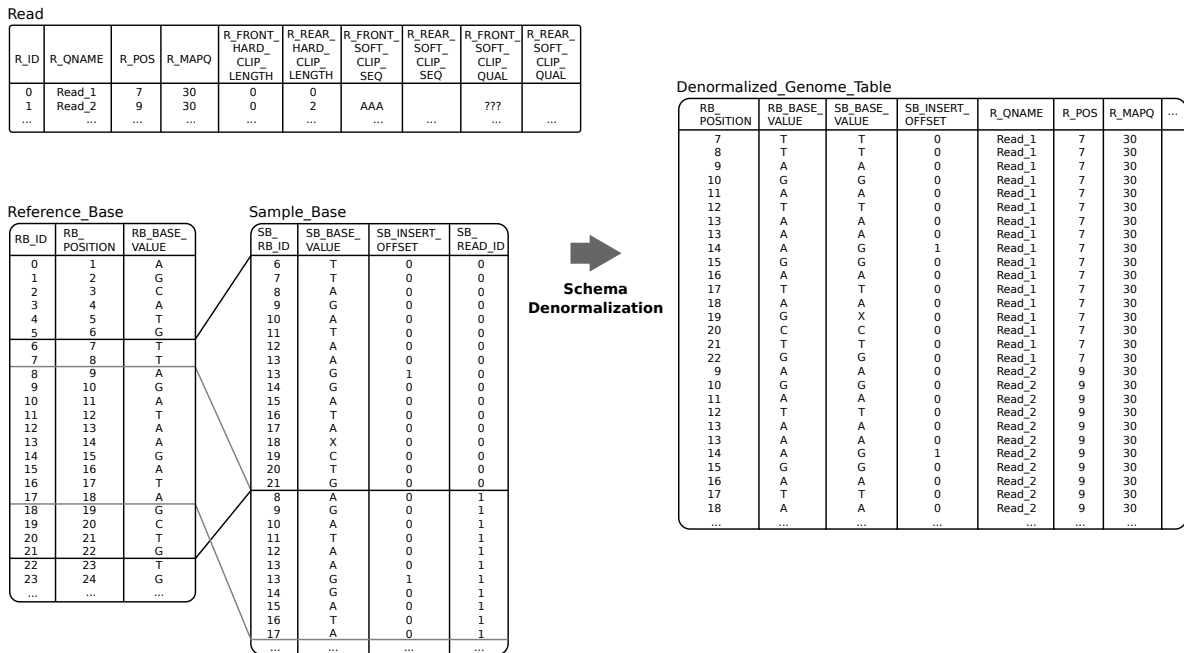 Read
R_ID R_QNAME R_POS R_MAPQ R_FRONT_HARD_CLIP_LENGTH R_REAR_HARD_CLIP_LENGTH R_FRONT_SOFT_CLIP_SEQ R_REAR_SOFT_CLIP_SEQ R_FRONT_SOFT_CLIP_QUAL R_REAR_SOFT_CLIP_QUAL
0 Read_1 7 30 0 0
1 Read_2 9 30 0 2 AAA ???
... ... ... ... ... ... ... ... ... ...
Reference_Base
RB_ID RB_POSITION RB_BASE_VALUE
0 1 A
1 2 G
2 3 C
3 4 A
4 5 T
5 6 G
6 7 T
7 8 T
8 9 A
9 10 G
10 11 A
11 12 T
12 13 A
13 14 A
14 15 G
15 16 A
16 17 T
17 18 A
18 19 G
19 20 C
20 21 T
21 22 G
22 23 T
23 24 G
... ... ...
Sample_Base
SB_RB_ID SB_BASE_VALUE SB_INSERT_OFFSET SB_READ_ID
6 T 0 0
7 T 0 0
8 A 0 0
9 G 0 0
10 A 0 0
11 T 0 0
12 A 0 0
13 A 0 0
13 G 1 0
14 G 0 0
15 A 0 0
16 T 0 0
17 A 0 0
18 X 0 0
19 C 0 0
20 T 0 0
21 G 0 0
8 A 0 1
9 G 0 1
10 A 0 1
11 T 0 1
12 A 0 1
13 A 0 1
13 G 1 1
14 G 0 1
15 A 0 1
16 T 0 1
17 A 0 1
... ... ... ...
Schema
Denormalization
Denormalized_Genome_Table
RB_POSITION RB_BASE_VALUE SB_BASE_VALUE SB_INSERT_OFFSET R_QNAME R_POS R_MAPQ ...
7 T T 0 Read_1 7 30
8 T T 0 Read_1 7 30
9 A A 0 Read_1 7 30
10 G G 0 Read_1 7 30
11 A A 0 Read_1 7 30
12 T T 0 Read_1 7 30
13 A A 0 Read_1 7 30
13 A A 0 Read_1 7 30
14 A G 1 Read_1 7 30
15 G G 0 Read_1 7 30
16 A A 0 Read_1 7 30
17 T T 0 Read_1 7 30
18 A A 0 Read_1 7 30
19 G X 0 Read_1 7 30
20 C C 0 Read_1 7 30
21 T T 0 Read_1 7 30
22 G G 0 Read_1 7 30
9 A A 0 Read_2 9 30
10 G G 0 Read_2 9 30
11 A A 0 Read_2 9 30
12 T T 0 Read_2 9 30
13 A A 0 Read_2 9 30
13 A A 0 Read_2 9 30
14 A G 1 Read_2 9 30
15 G G 0 Read_2 9 30
16 A A 0 Read_2 9 30
17 T T 0 Read_2 9 30
18 A A 0 Read_2 9 30
... ... ... ... ... ... ...